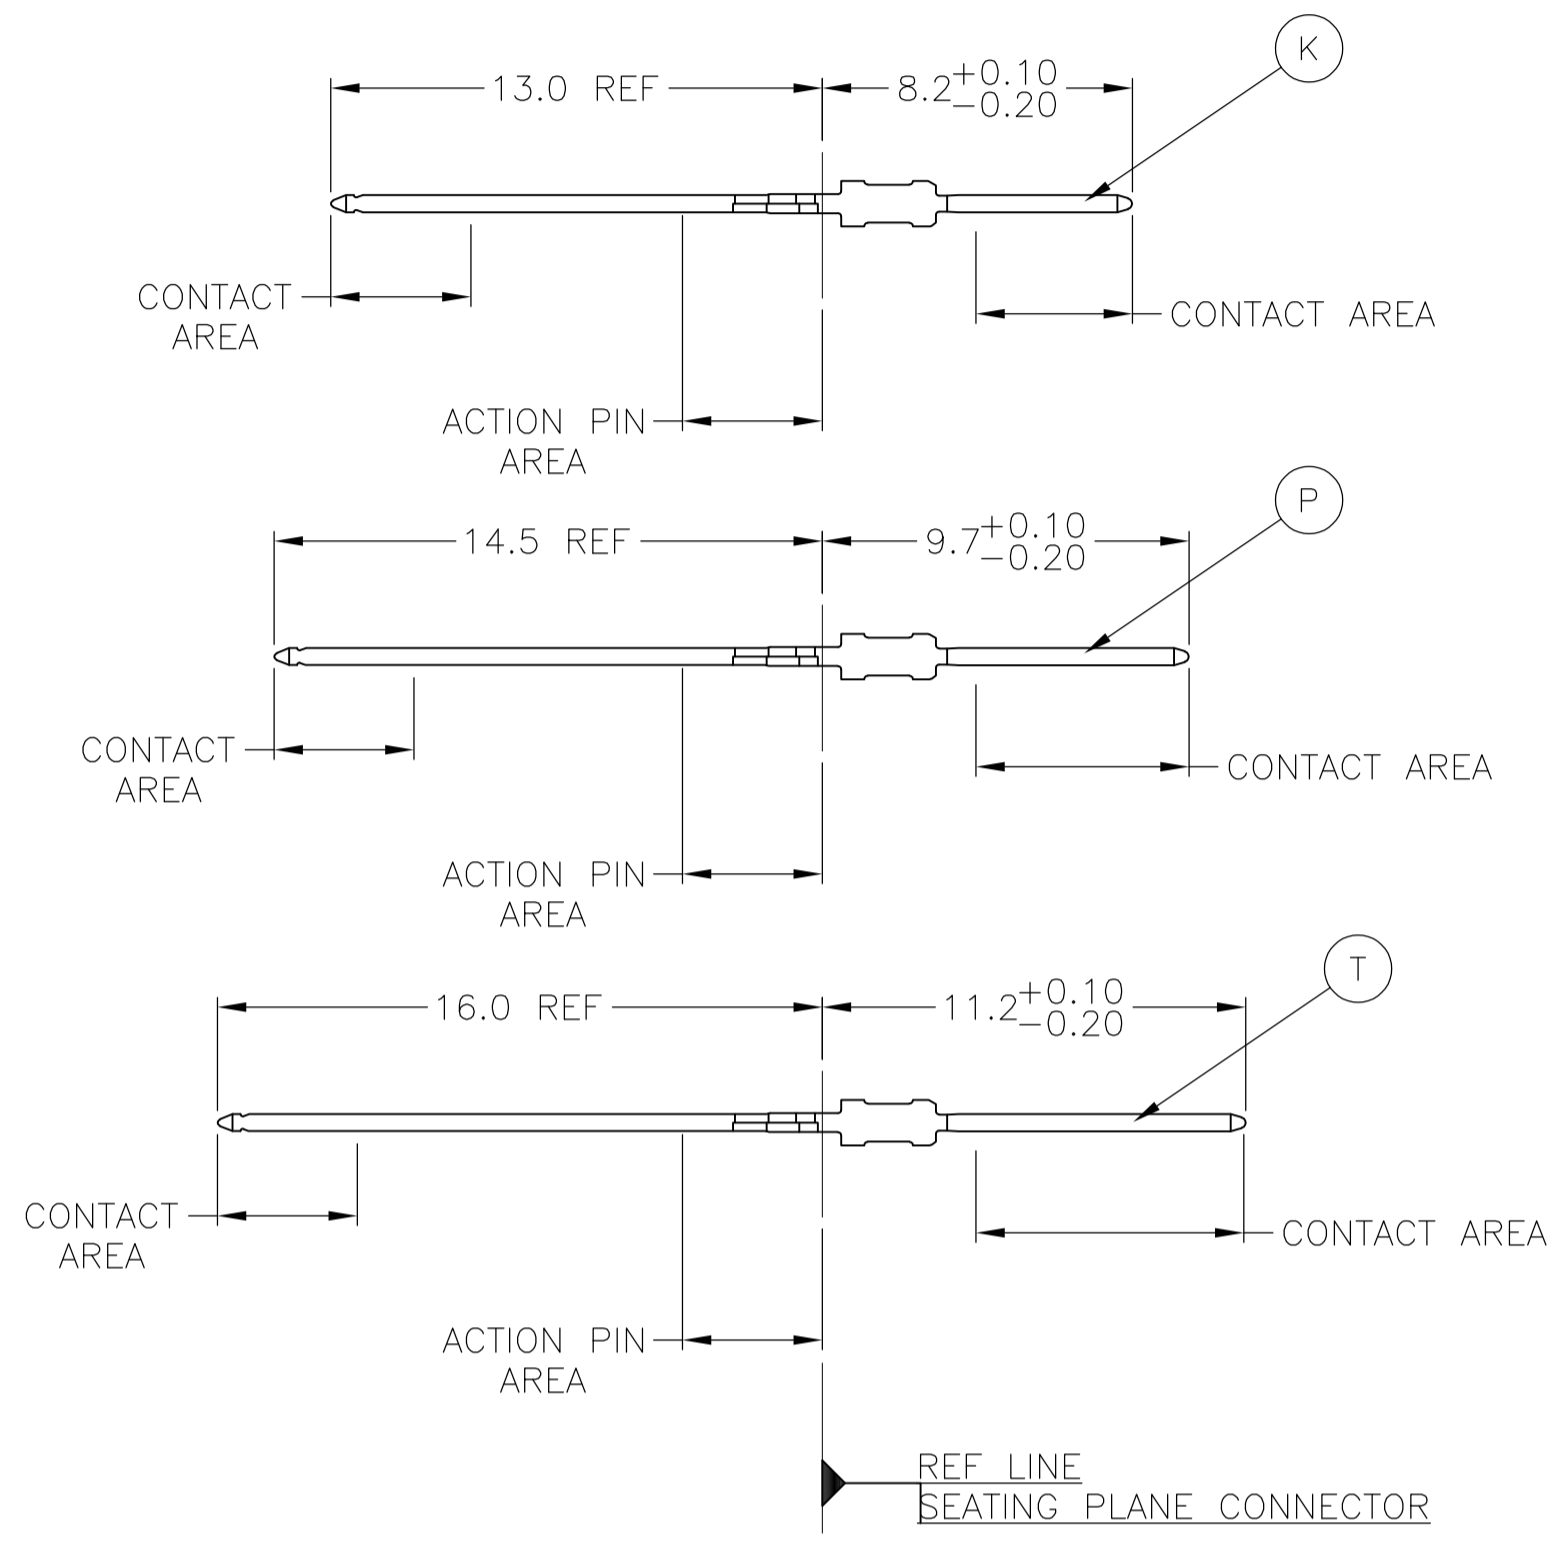 K
13.0 REF
8.2 +0.10 -0.20
CONTACT AREA
CONTACT AREA
ACTION PIN AREA
P
14.5 REF
9.7 +0.10 -0.20
CONTACT AREA
CONTACT AREA
ACTION PIN AREA
T
16.0 REF
11.2 +0.10 -0.20
CONTACT AREA
CONTACT AREA
ACTION PIN AREA
REF LINE
SEATING PLANE CONNECTOR